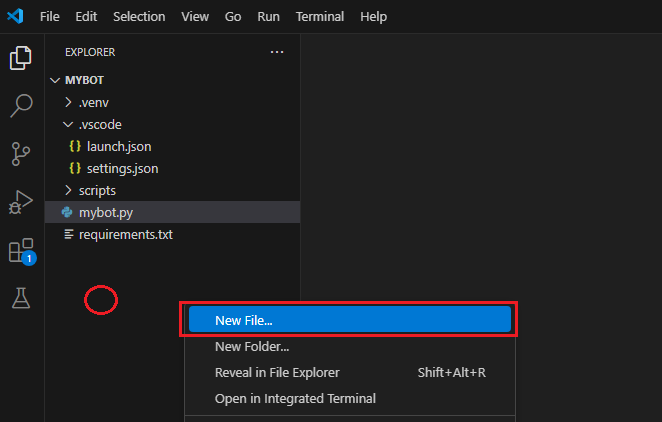 File Edit Selection View Go Run Terminal Help
EXPLORER ...
MYBOT
.venv
.vscode
{} launch.json
{} settings.json
scripts
mybot.py
requirements.txt
1
New File...
New Folder...
Reveal in File Explorer Shift+Alt+R
Open in Integrated Terminal